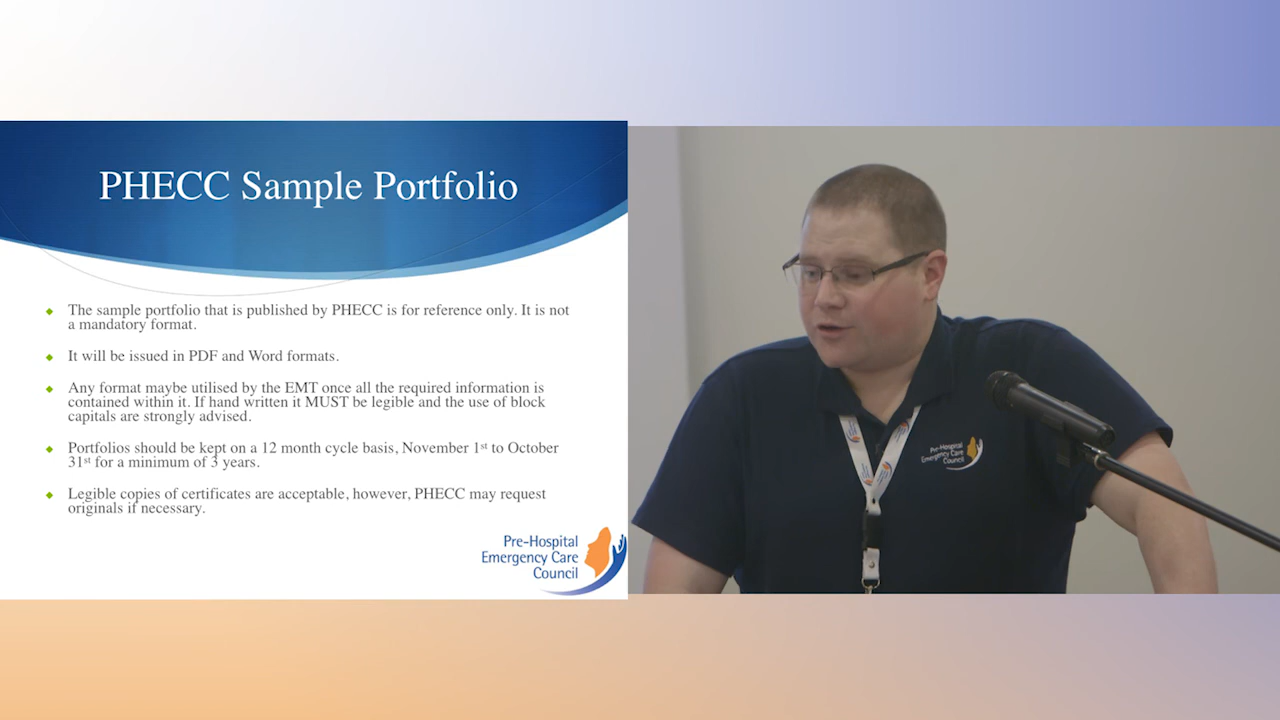 PHECC Sample Portfolio
The sample portfolio that is published by PHECC is for reference only. It is not
a mandatory format.
It will be issued in PDF and Word formats.
Any format maybe utilised by the EMT once all the required information is
contained within it. If hand written it MUST be legible and the use of block
capitals are strongly advised.
Portfolios should be kept on a 12 month cycle basis, November 1st to October
31st for a minimum of 3 years.
Legible copies of certificates are acceptable, however, PHECC may request
originals if necessary.
Pre-Hospital
Emergency Care
Council
Pre-Hospital
Emergency Care
Council